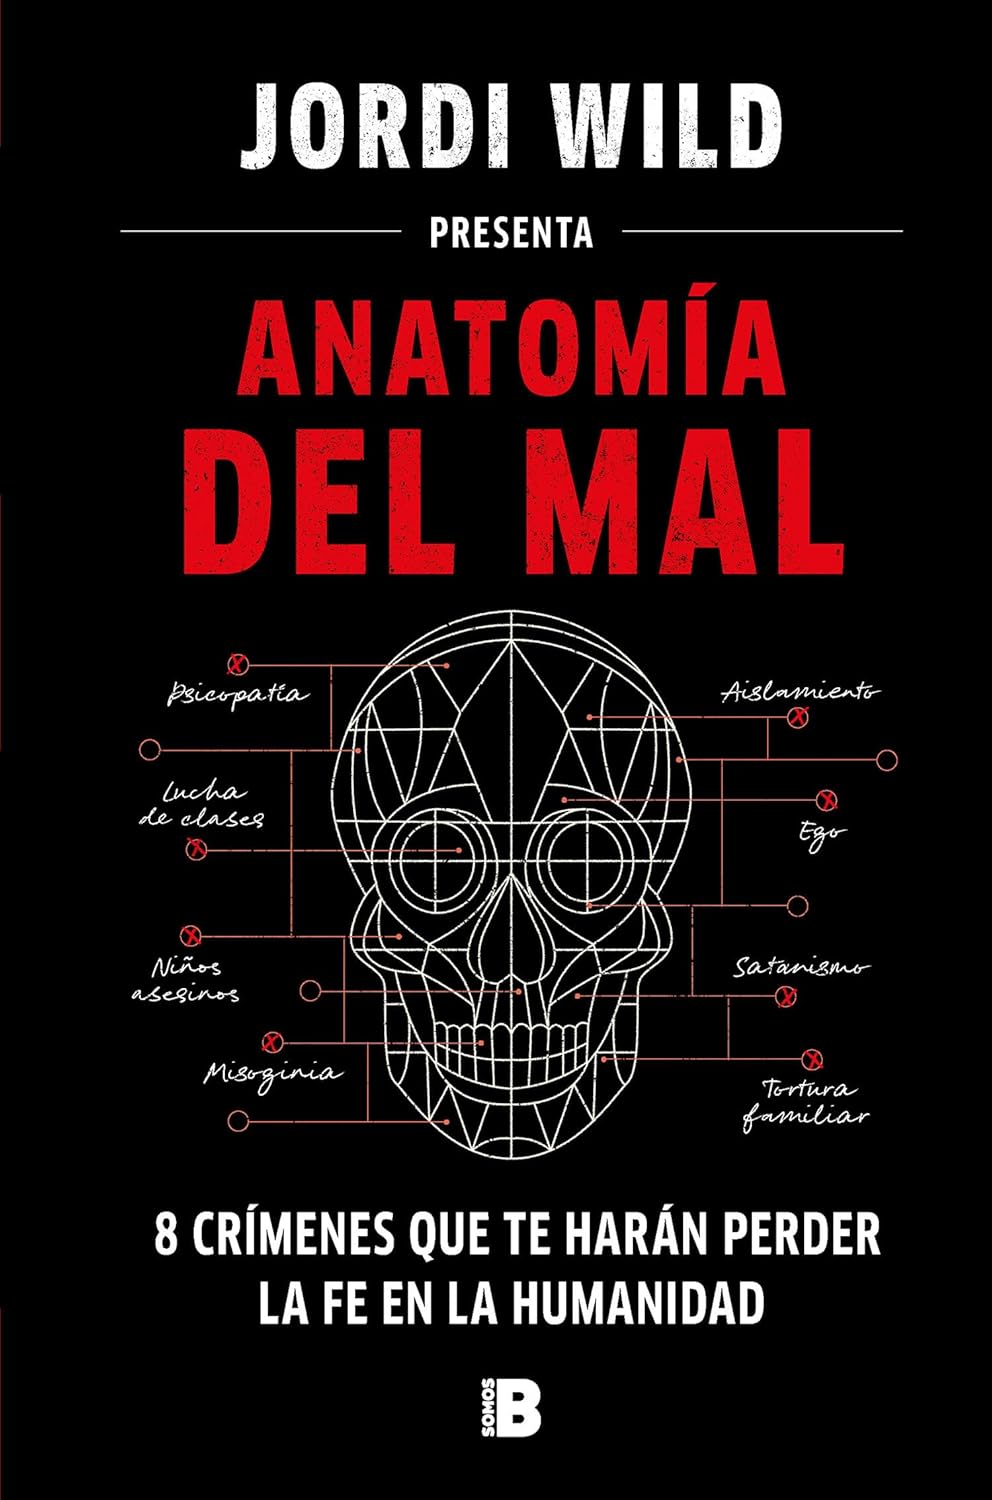 JORDI WILD
PRESENTA
ANATOMÍA
DEL MAL
Psicopatía
Aislamiento
Lucha
de clases
Ego
Niños
asesinos
Satanismo
Misoginia
Tortura
familiar
8 CRÍMENES QUE TE HARÁN PERDER
LA FE EN LA HUMANIDAD
SOMOS B